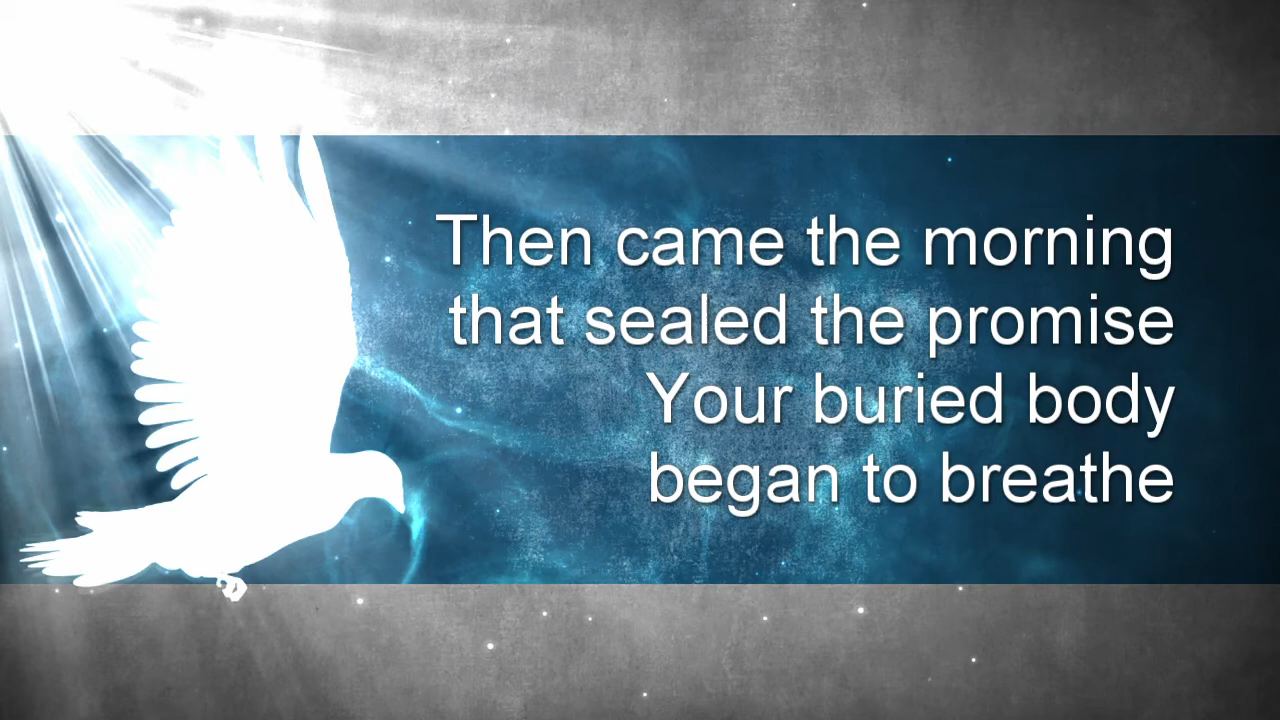 Then came the morning
that sealed the promise
Your buried body
began to breathe